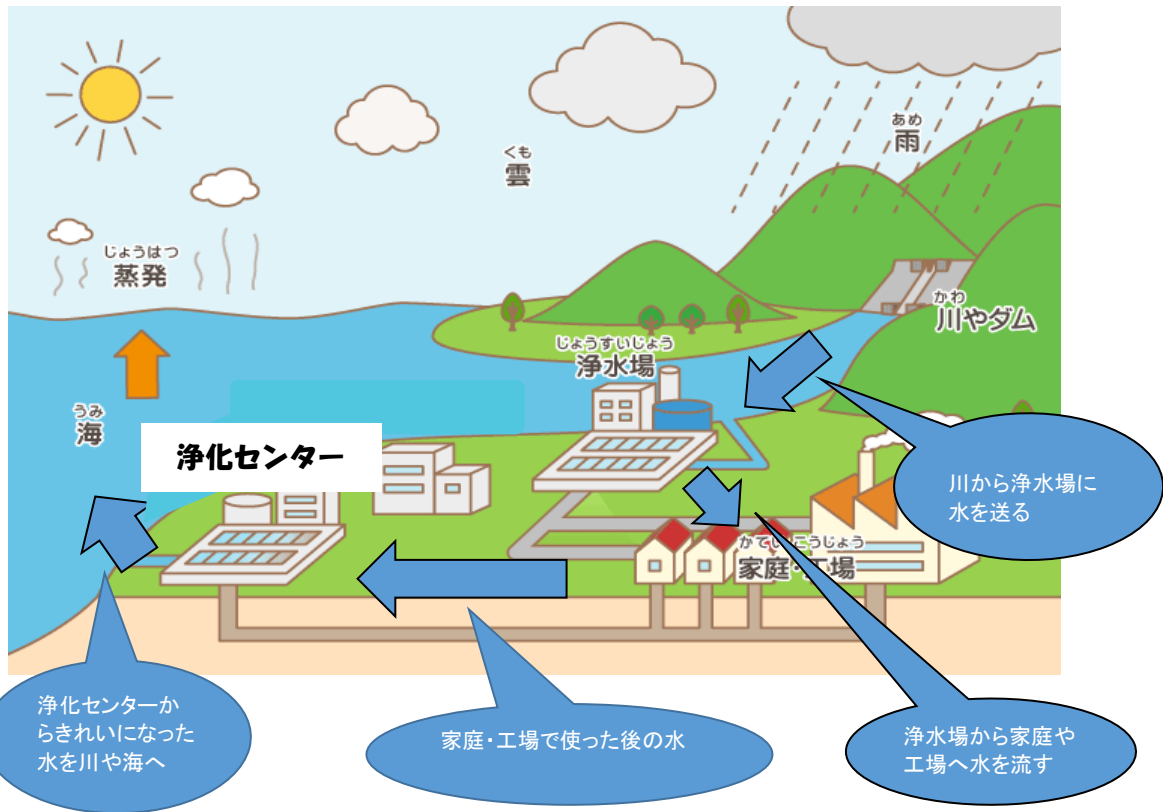 あめ
雨
くも
雲
じょうはつ
蒸発
かわ
川やダム
じょうすいじょう
浄水場
うみ
海
浄化センター
川から浄水場に
水を送る
かてい・こうじょう
家庭・工場
浄化センターか
らきれいになった
水を川や海へ
家庭・工場で使った後の水
浄水場から家庭や
工場へ水を流す